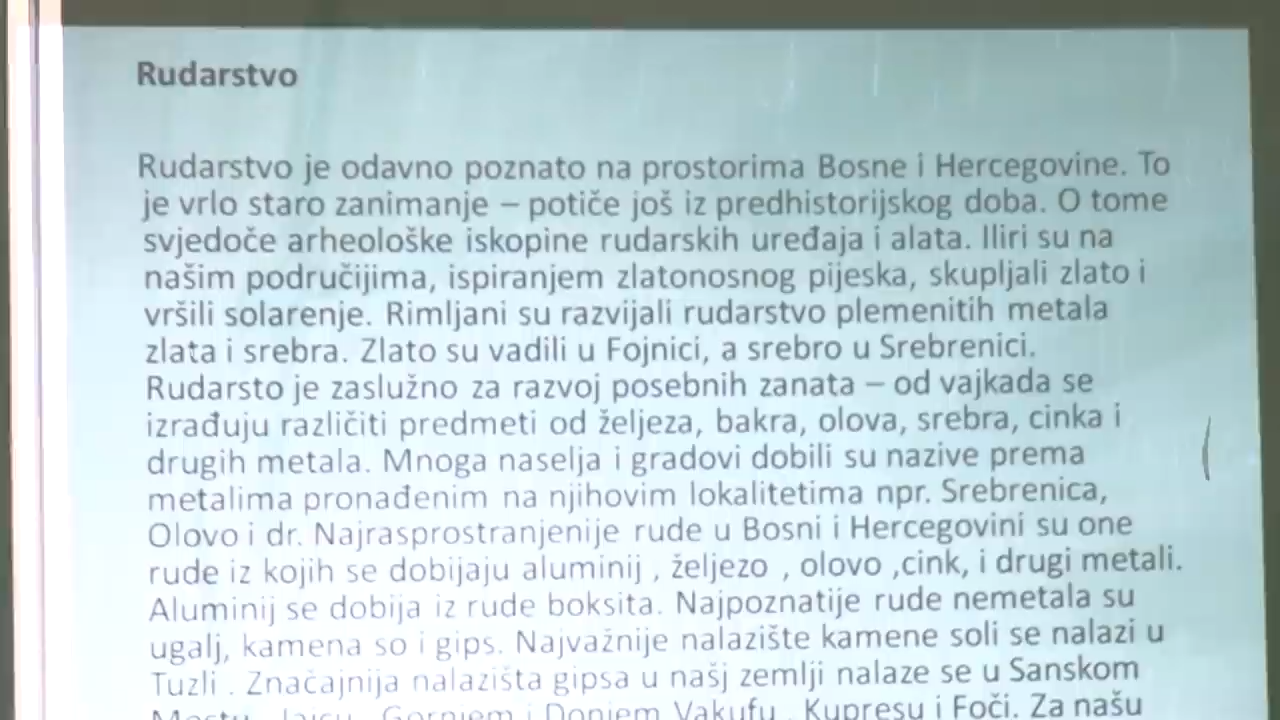 Rudarstvo
Rudarstvo je odavno poznato na prostorima Bosne i Hercegovine. To
je vrlo staro zanimanje – potiče još iz predhistorijskog doba. O tome
svjedoče arheološke iskopine rudarskih uređaja i alata. Iliri su na
našim područijima, ispiranjem zlatonosnog pijeska, skupljali zlato i
vršili solarenje. Rimljani su razvijali rudarstvo plemenitih metala
zlata i srebra. Zlato su vadili u Fojnici, a srebro u Srebrenici.
Rudarsto je zaslužno za razvoj posebnih zanata – od vajkada se
izrađuju različiti predmeti od željeza, bakra, olova, srebra, cinka i
drugih metala. Mnoga naselja i gradovi dobili su nazive prema
metalima pronađenim na njihovim lokalitetima npr. Srebrenica,
Olovo i dr. Najrasprostranjenije rude u Bosni i Hercegovini su one
rude iz kojih se dobijaju aluminij , željezo , olovo ,cink, i drugi metali.
Aluminij se dobija iz rude boksita. Najpoznatije rude nemetala su
ugalj, kamena so i gips. Najvažnije nalazište kamene soli se nalazi u
Tuzli . Značajnija nalazišta gipsa u našj zemlji nalaze se u Sanskom
Mostu, Jajcu, Gornjem i Donjem Vakufu , Kupresu i Foči. Za našu